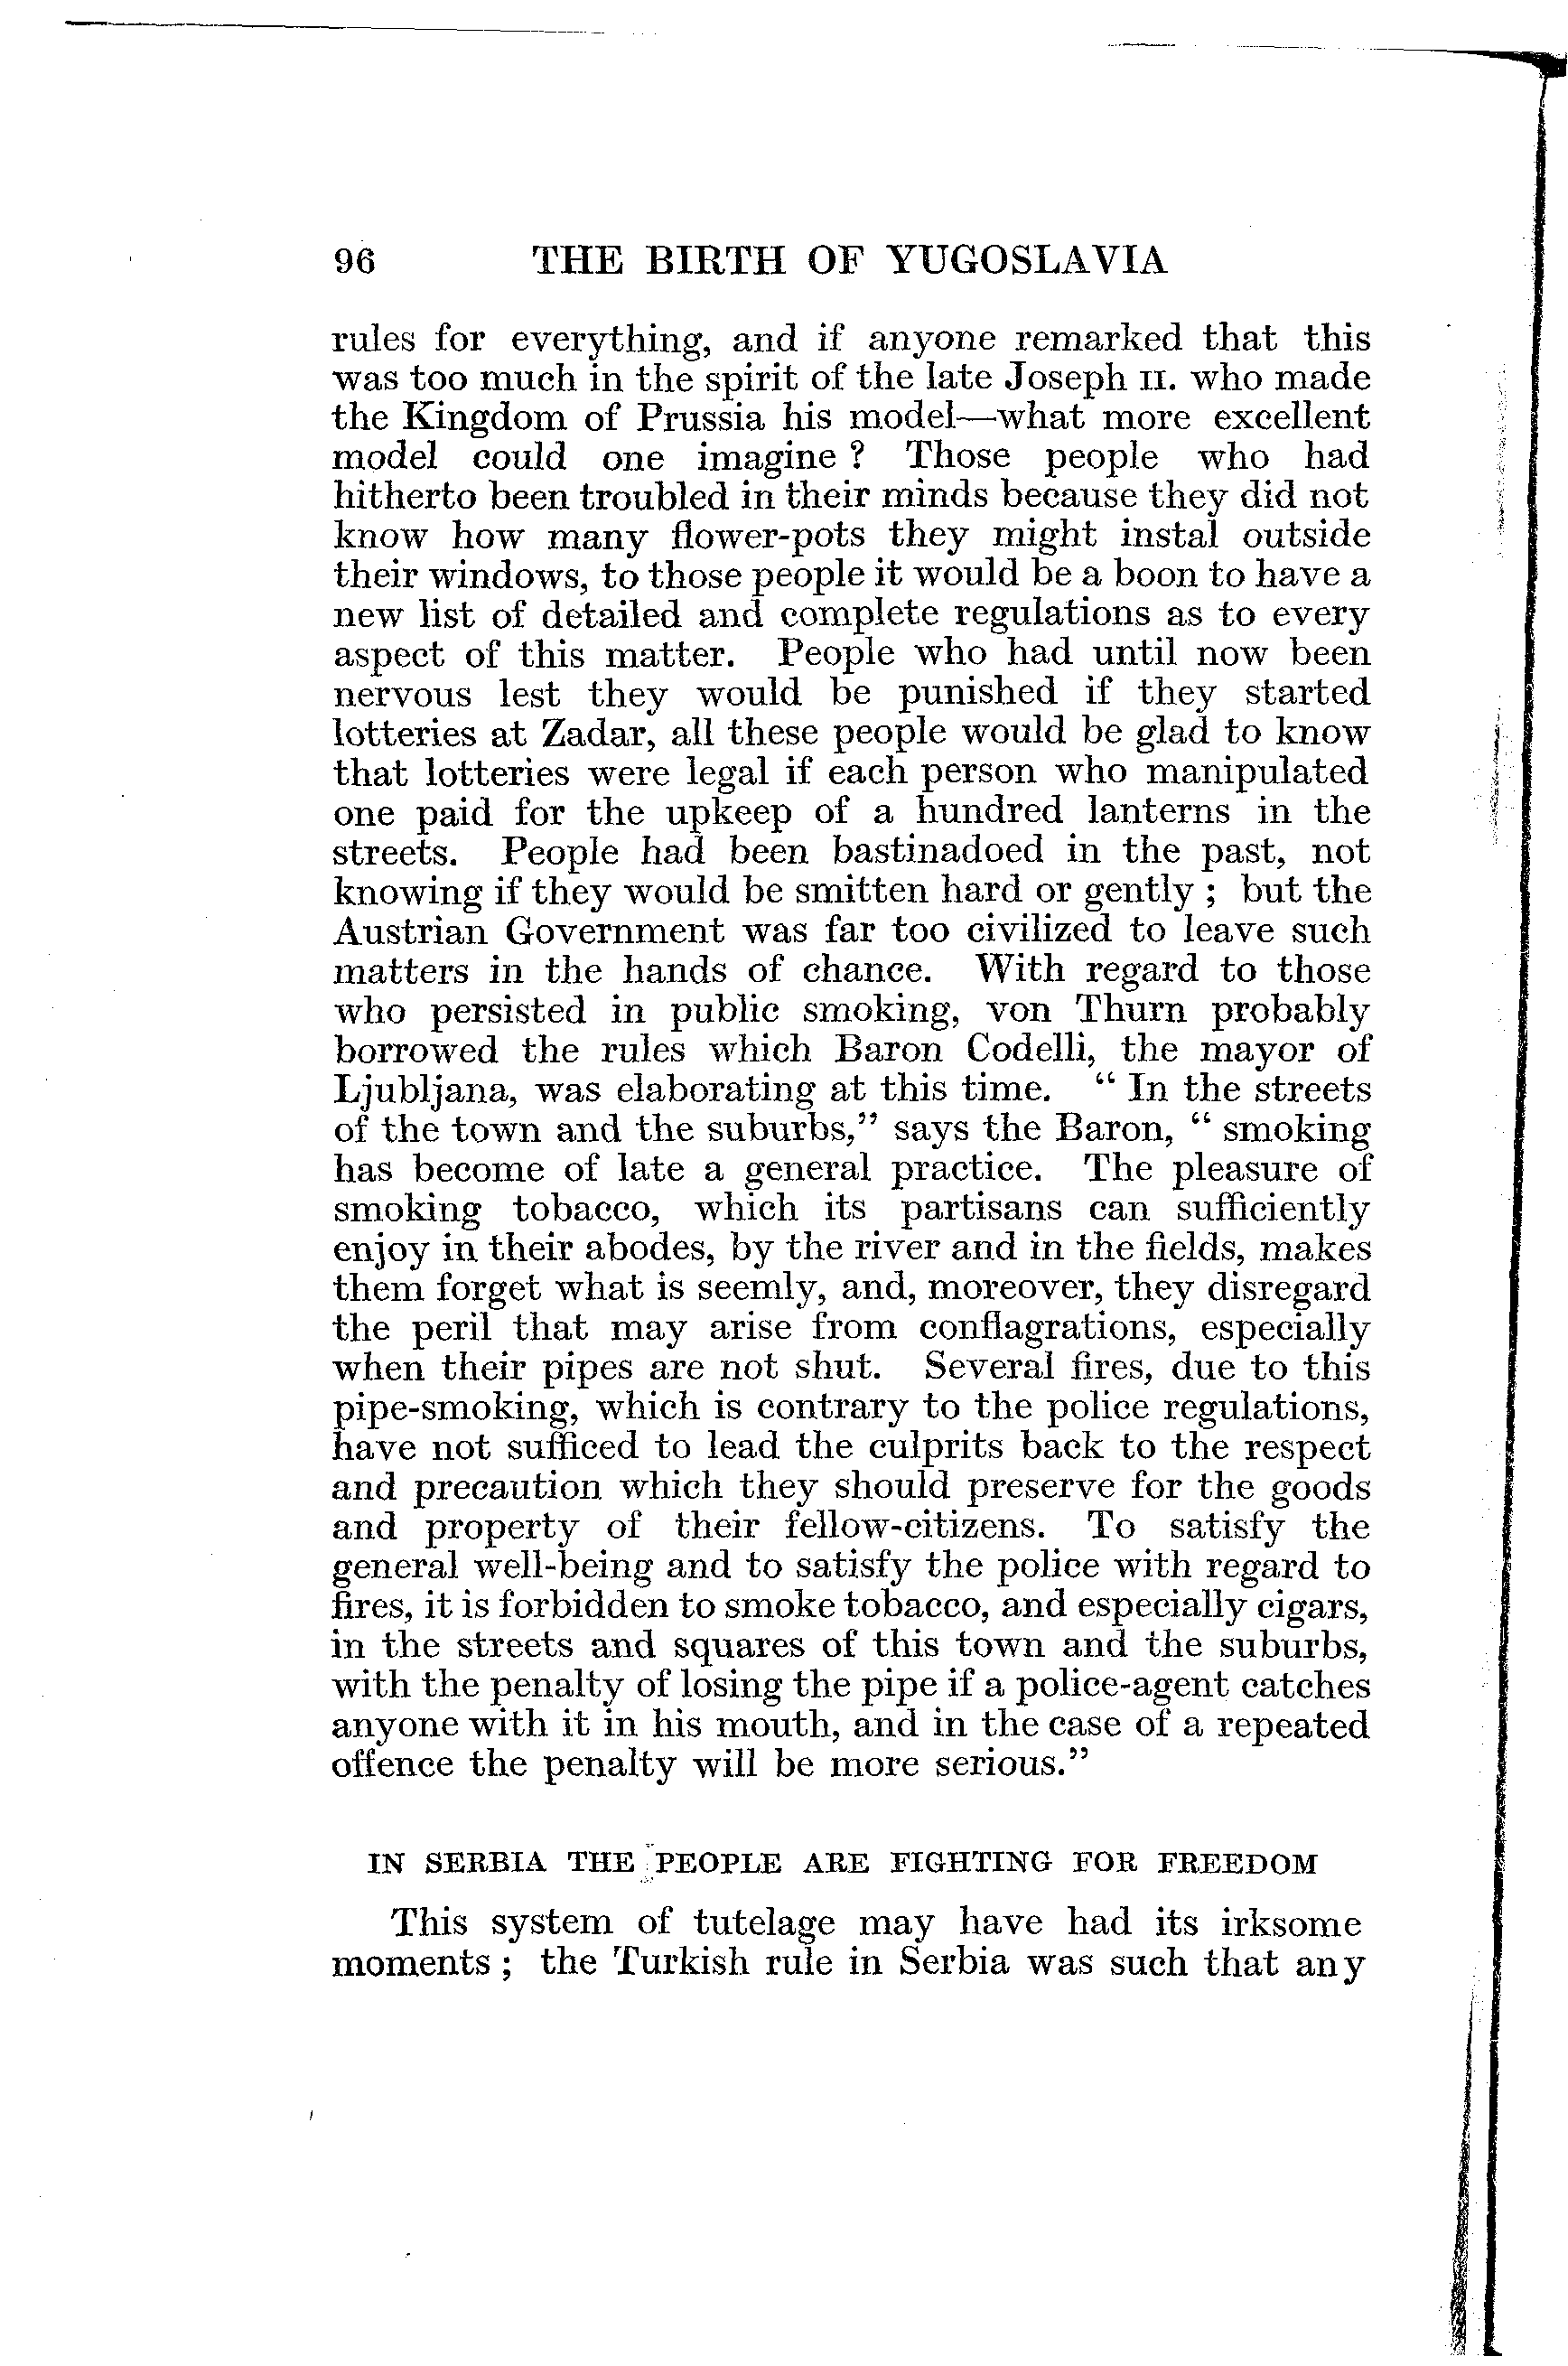 96 THE BIRTH OF YUGOSLAVIA
rules for everything, and if anyone remarked that this
was too much in the spirit of the late Joseph II. who made
the Kingdom of Prussia his model—what more excellent
model could one imagine ? Those people who had
hitherto been troubled in their minds because they did not
know how many flower-pots they might instal outside
their windows, to those people it would be a boon to have a
new list of detailed and complete regulations as to every
aspect of this matter. People who had until now been
nervous lest they would be punished if they started
lotteries at Zadar, all these people would be glad to know
that lotteries were legal if each person who manipulated
one paid for the upkeep of a hundred lanterns in the
streets. People had been bastinadoed in the past, not
knowing if they would be smitten hard or gently ; but the
Austrian Government was far too civilized to leave such
matters in the hands of chance. With regard to those
who persisted in public smoking, von Thurn probably
borrowed the rules which Baron Codelli, the mayor of
Ljubljana, was elaborating at this time. “ In the streets
of the town and the suburbs,” says the Baron, “ smoking
has become of late a general practice. The pleasure of
smoking tobacco, which its partisans can sufficiently
enjoy in their abodes, by the river and in the fields, makes
them forget what is seemly, and, moreover, they disregard
the peril that may arise from conflagrations, especially
when their pipes are not shut. Several fires, due to this
pipe-smoking, which is contrary to the police regulations,
have not sufficed to lead the culprits back to the respect
and precaution which they should preserve for the goods
and property of their fellow-citizens. To satisfy the
general well-being and to satisfy the police with regard to
fires, it is forbidden to smoke tobacco, and especially cigars,
in the streets and squares of this town and the suburbs,
with the penalty of losing the pipe if a police-agent catches
anyone with it in his mouth, and in the case of a repeated
offence the penalty will be more serious.”
IN SERBIA THE PEOPLE ARE FIGHTING FOR FREEDOM
This system of tutelage may have had its irksome
moments ; the Turkish rule in Serbia was such that any